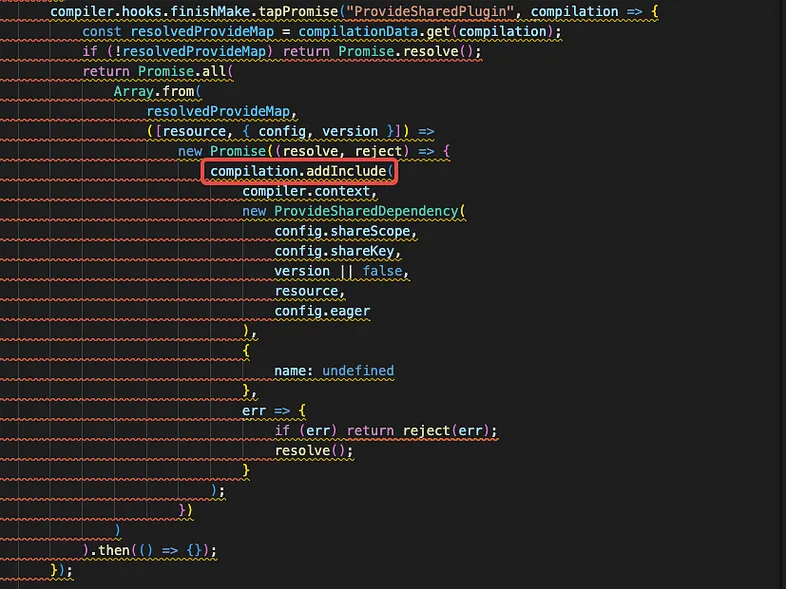 compiler.hooks.finishMake.tapPromise("ProvideSharedPlugin", compilation => {
const resolvedProvideMap = compilationData.get(compilation);
if (!resolvedProvideMap) return Promise.resolve();
return Promise.all(
Array.from(
resolvedProvideMap,
([resource, { config, version }]) =>
new Promise((resolve, reject) => {
compilation.addInclude(
compiler.context,
new ProvideSharedDependency(
config.shareScope,
config.shareKey,
version || false,
resource,
config.eager
),
{
name: undefined
},
err => {
if (err) return reject(err);
resolve();
}
);
})
)
).then(() => {});
});